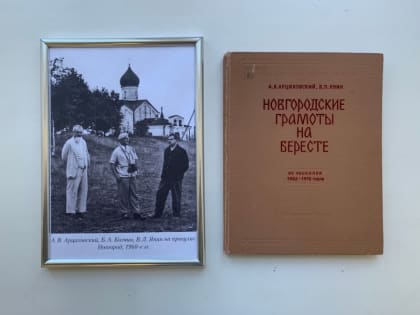 А. В. Арциховский, Б. А. Колчин, В. Л. Янин на прогулке
Новгород, 1960-е гг.
А.В.АРЦИХОВСКИЙ, В.Л.ЯНИН
НОВГОРОДСКИЕ
ГРАМОТЫ
НА
БЕРЕСТЕ
ИЗ РАСКОПОК
1962-1976 годов